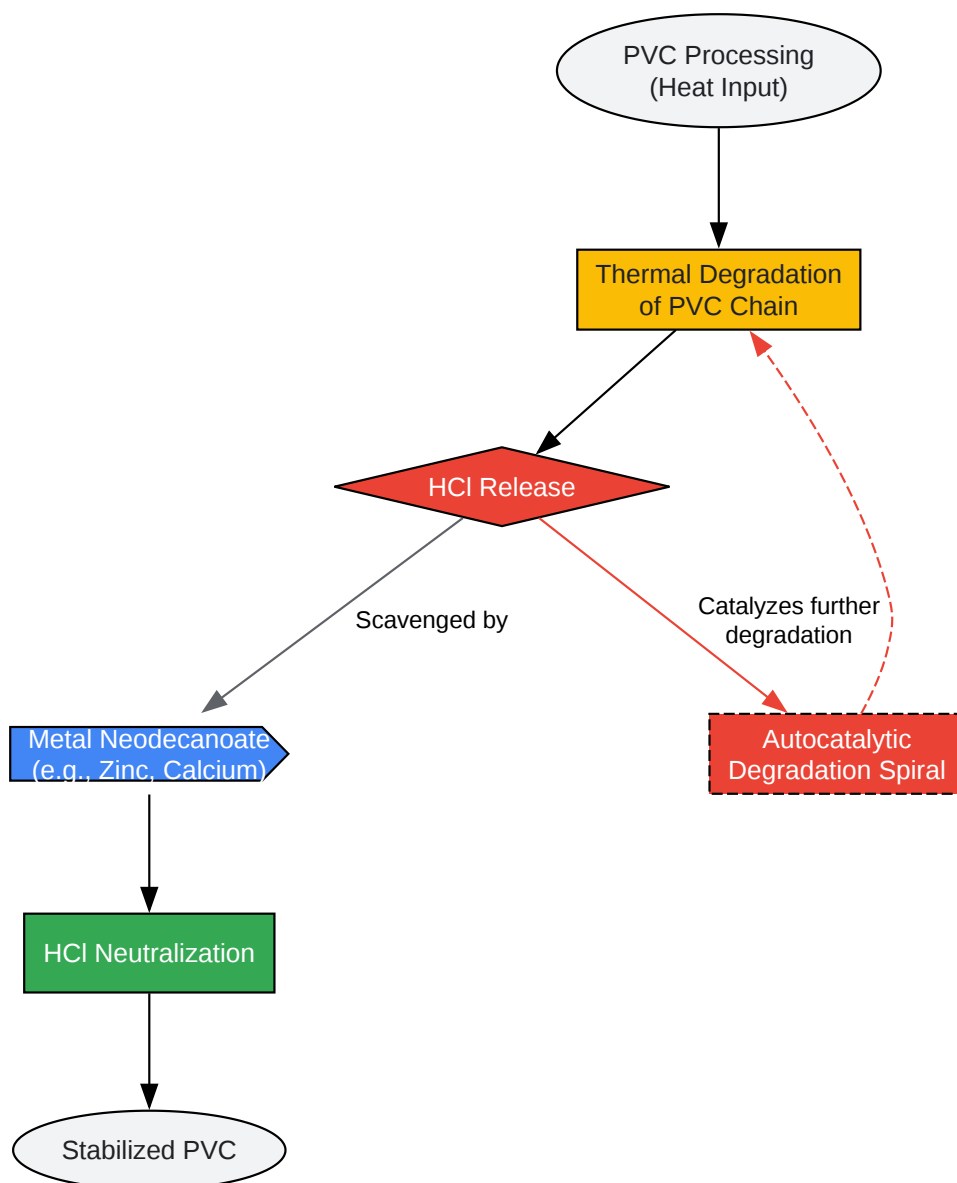 PVC Processing
(Heat Input)
Thermal Degradation
of PVC Chain
HCl Release
Scavenged by
Catalyzes further
degradation
Metal Neodecanoate
(e.g., Zinc, Calcium)
Autocatalytic
Degradation Spiral
HCl Neutralization
Stabilized PVC